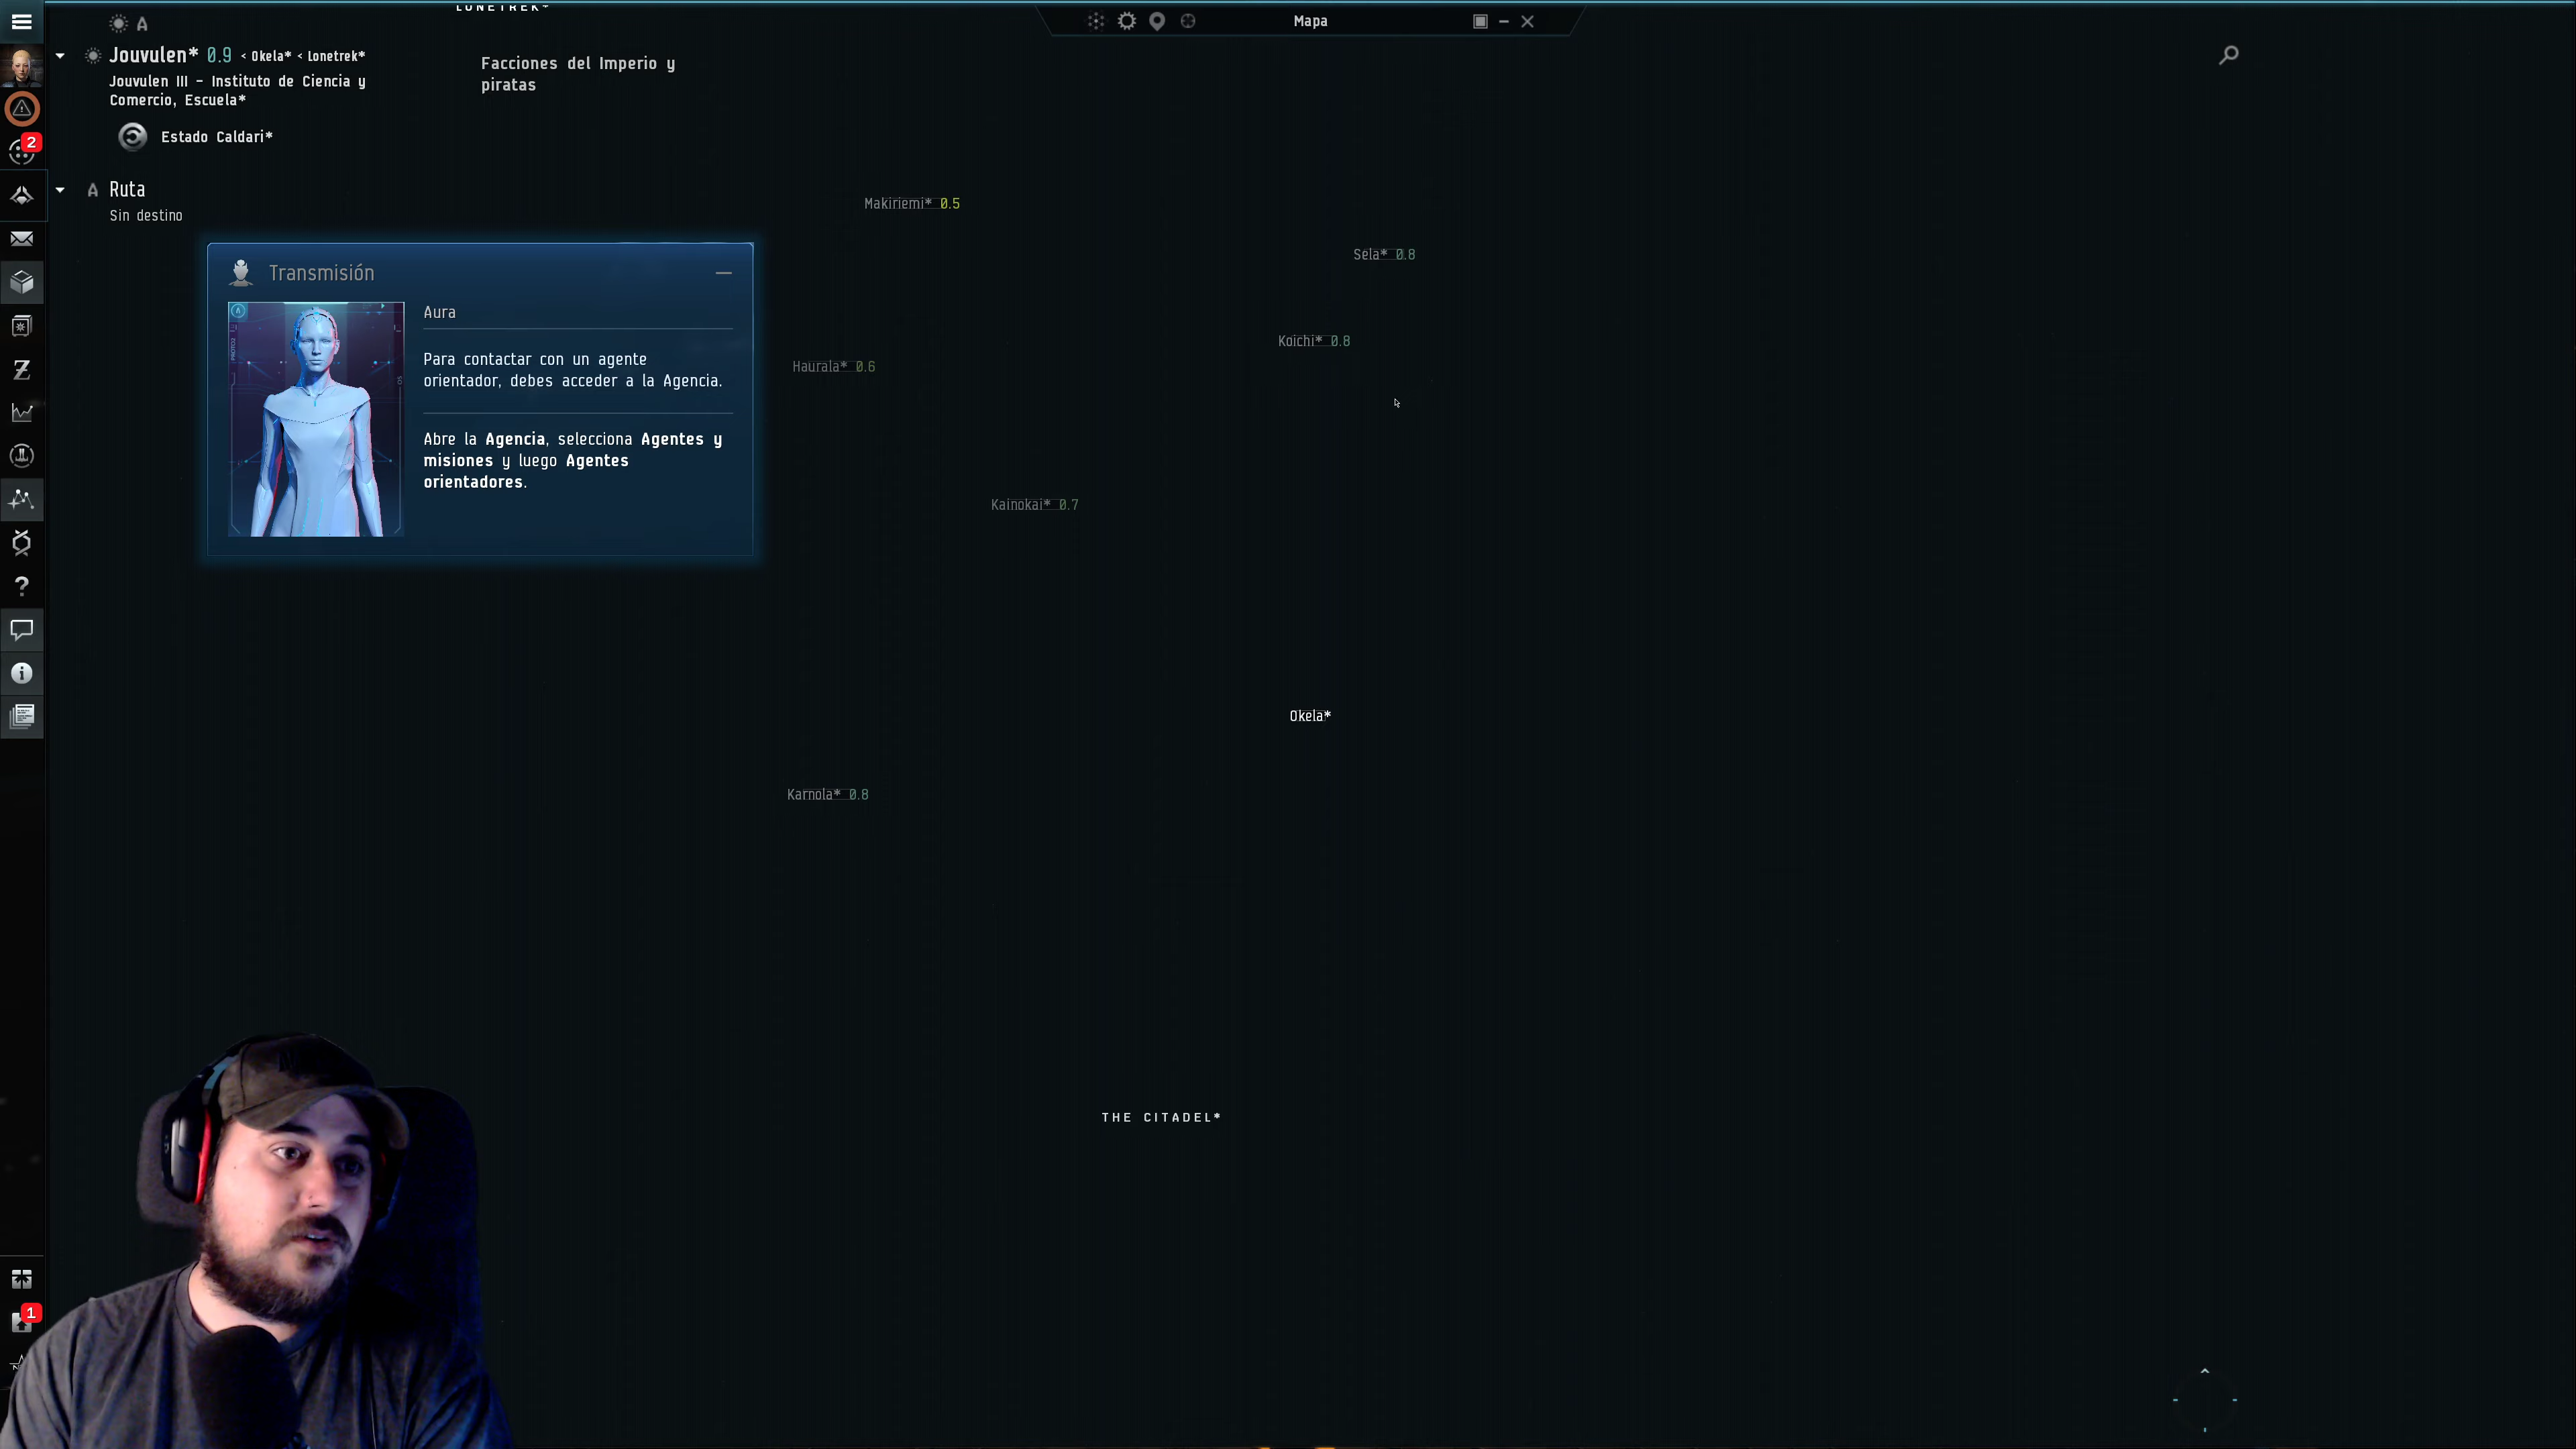 LONETREK*
Mapa
Jouvulen* 0.9 < Okela* < Lonetrek*
Jouvulen III - Instituto de Ciencia y
Comercio, Escuela*
Estado Caldari*
Facciones del Imperio y
piratas
2
Ruta
Sin destino
Transmisión
Aura
Para contactar con un agente
orientador, debes acceder a la Agencia.
Abre la Agencia, selecciona Agentes y
misiones y luego Agentes
orientadores.
Makiriemi* 0.5
Sela* 0.8
Koichi* 0.8
Haurala* 0.6
Kainokai* 0.7
Okela*
Karnola* 0.8
THE CITADEL*
1